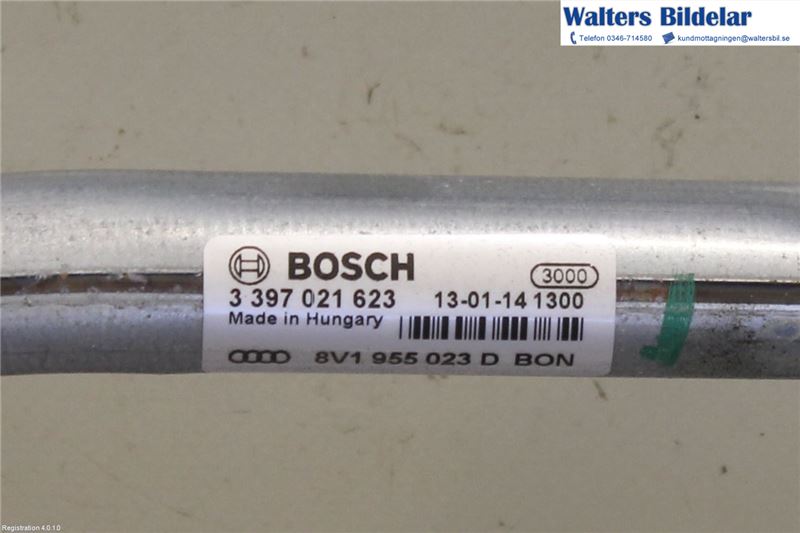 Walters Bildelar
Telefon 0346-714580 kundmottagningen@waltersbil.se
BOSCH 3000
3 397 021 623 13-01-14 1300
Made in Hungary
8V1 955 023 D BON
Registration 4.0.1.0